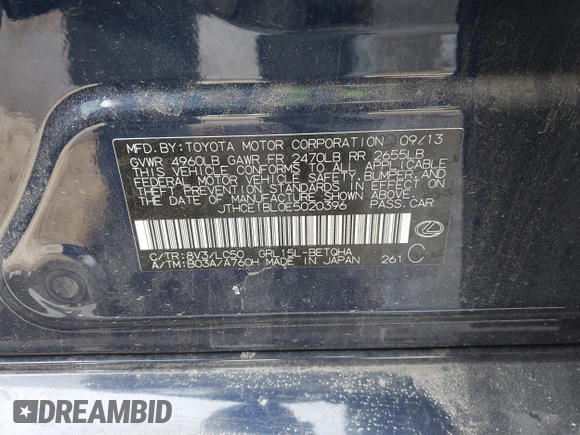 MFD. BY: TOYOTA MOTOR CORPORATION 09/13
GVWR 4960LB GAWR FR 2470LB RR 2655LB
THIS VEHICLE CONFORMS TO ALL APPLICABLE
FEDERAL MOTOR VEHICLE SAFETY, BUMPER, AND
THEFT PREVENTION STANDARDS IN EFFECT ON
THE DATE OF MANUFACTURE SHOWN ABOVE.
JTHCE1BL0E5020396 PASS.CAR
C/TR: 8V3/LC50 GRL15L-BETQHA
A/TM: B03A/A760H MADE IN JAPAN 261 C
DREAMBID